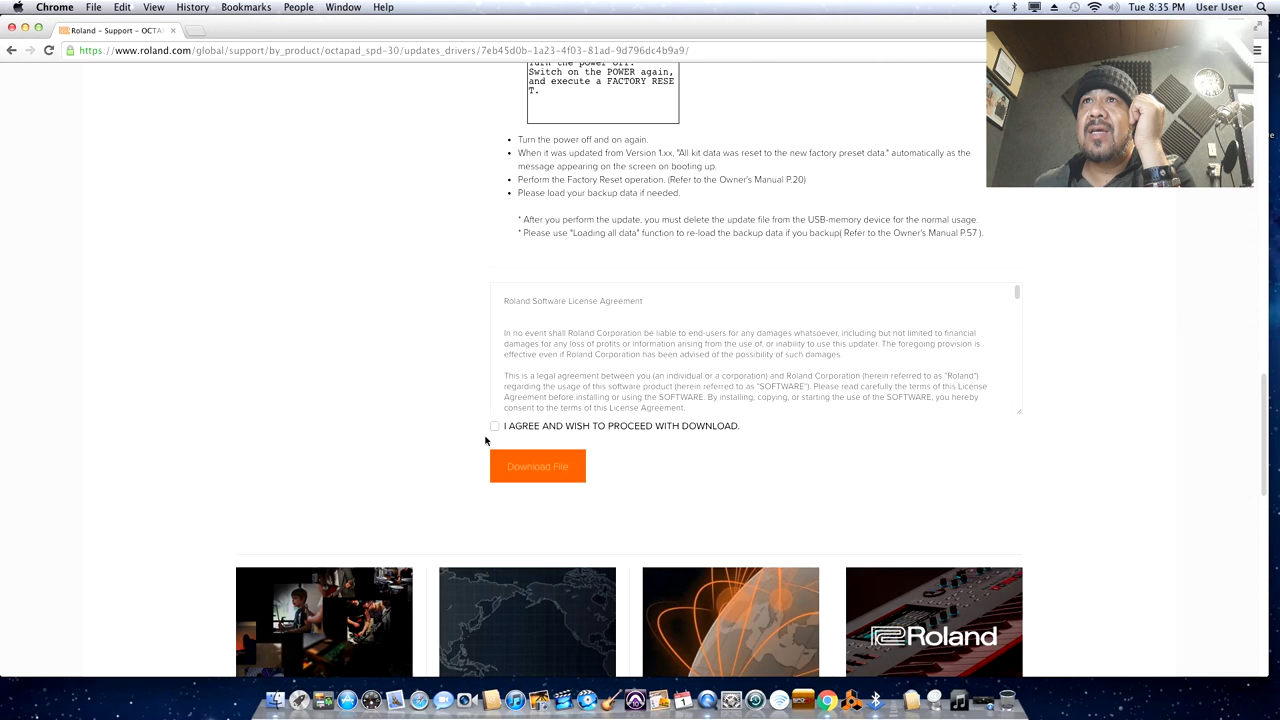 Chrome File Edit View History Bookmarks People Window Help Tue 8:35 PM User User
Roland - Support - OCTA
https://www.roland.com/global/support/by_product/octapad_spd-30/updates_drivers/7eb45d0b-1a23-4f03-81ad-9d796dc4b9a9/
Turn the power off.
Switch on the POWER again,
and execute a FACTORY RESE
T.
• Turn the power off and on again.
• When it was updated from Version 1.xx, "All kit data was reset to the new factory preset data." automatically as the
message appearing on the screen on booting up.
• Perform the Factory Reset operation. (Refer to the Owner's Manual P.20)
• Please load your backup data if needed.
* After you perform the update, you must delete the update file from the USB-memory device for the normal usage.
* Please use "Loading all data" function to re-load the backup data if you backup( Refer to the Owner's Manual P.57 ).
Roland Software License Agreement
In no event shall Roland Corporation be liable to end-users for any damages whatsoever, including but not limited to financial
damages for any loss of profits or information arising from the use of, or inability to use this updater. The foregoing provision is
effective even if Roland Corporation has been advised of the possibility of such damages.
This is a legal agreement between you (an individual or a corporation) and Roland Corporation (herein referred to as "Roland")
regarding the usage of this software product (herein referred to as "SOFTWARE"). Please read carefully the terms of this License
Agreement before installing or using the SOFTWARE. By installing, copying, or starting the use of the SOFTWARE, you hereby
consent to the terms of this License Agreement.
I AGREE AND WISH TO PROCEED WITH DOWNLOAD.
Download File
Roland